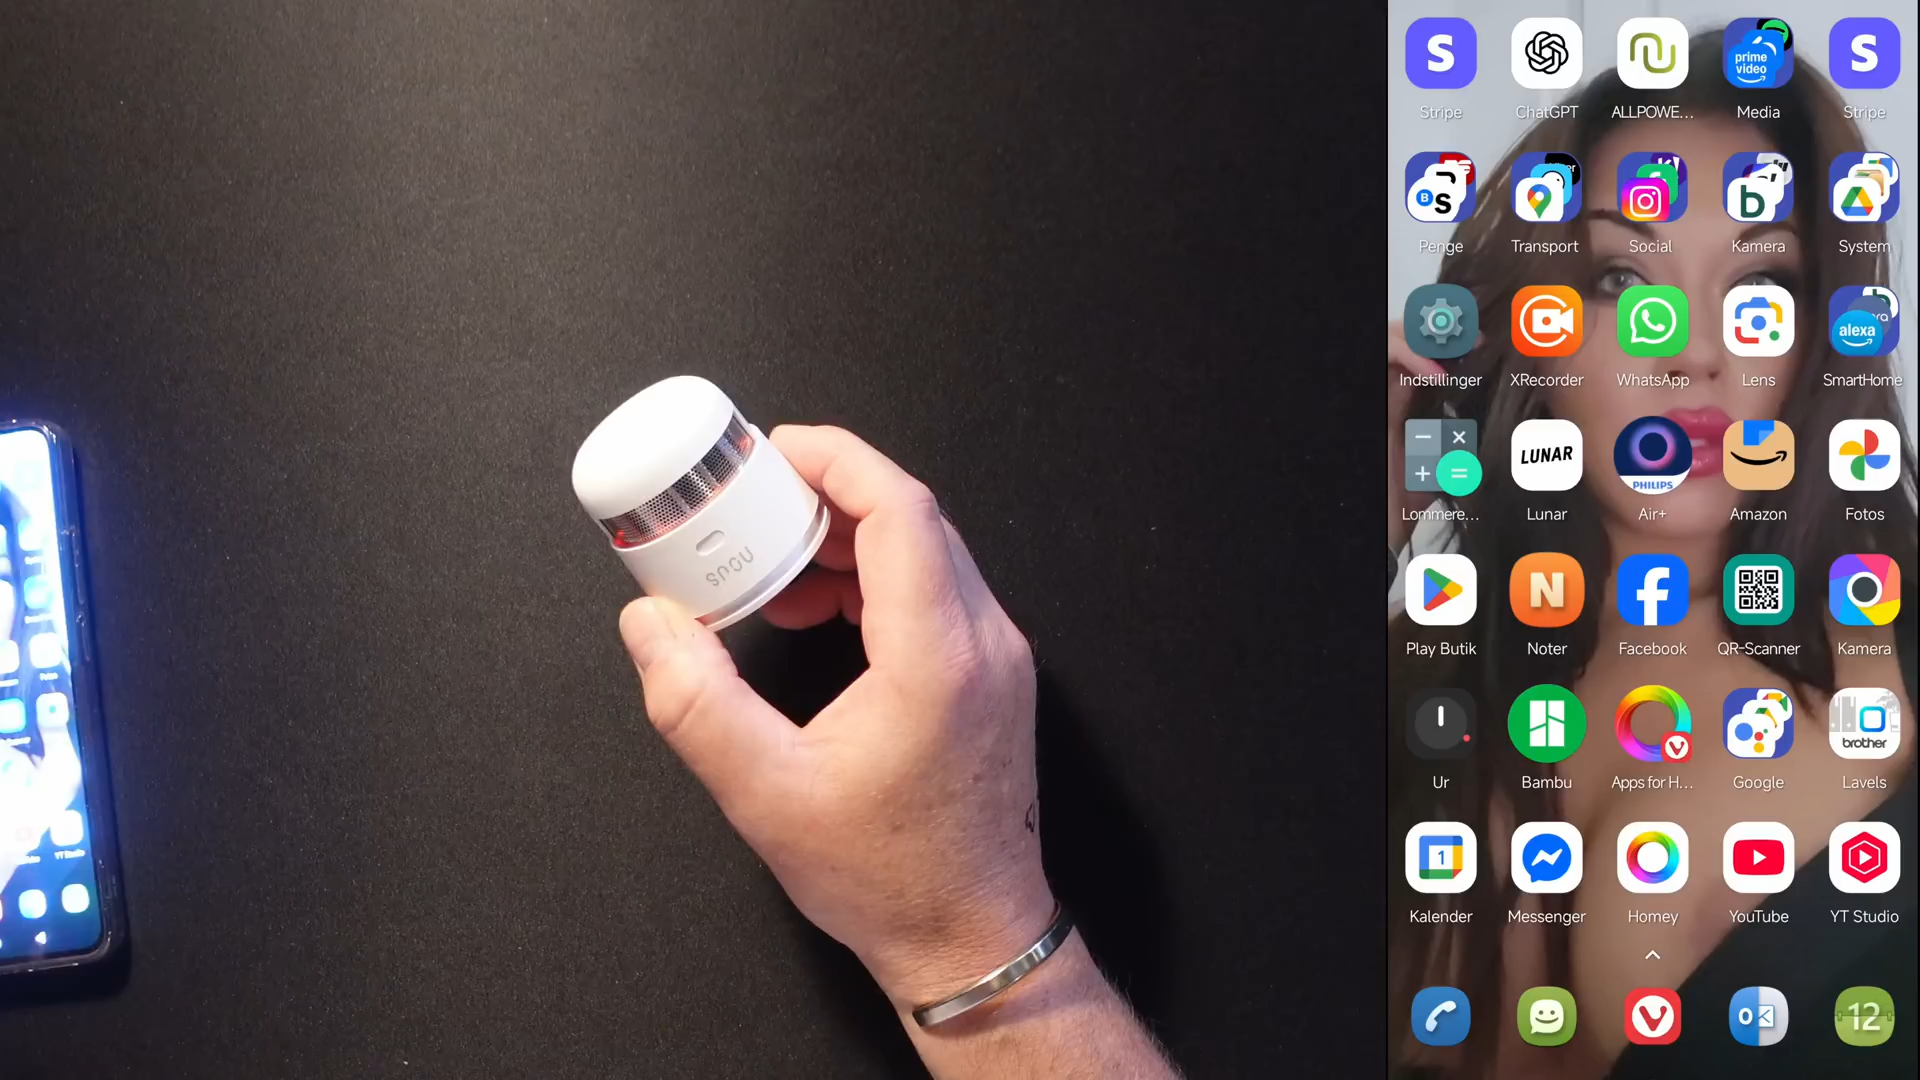 nous
S
Stripe
ChatGPT
ALLPOWE...
prime
video
Media
S
Stripe
B
S
Penge
Transport
Social
b
Kamera
System
Indstillinger
XRecorder
WhatsApp
Lens
alexa
SmartHome
Lommere...
LUNAR
Lunar
PHILIPS
Air+
Amazon
Fotos
Play Butik
N
Noter
Facebook
QR-Scanner
Kamera
Ur
Bambu
Apps for H...
Google
brother
Lavels
1
Kalender
Messenger
Homey
YouTube
YT Studio
12